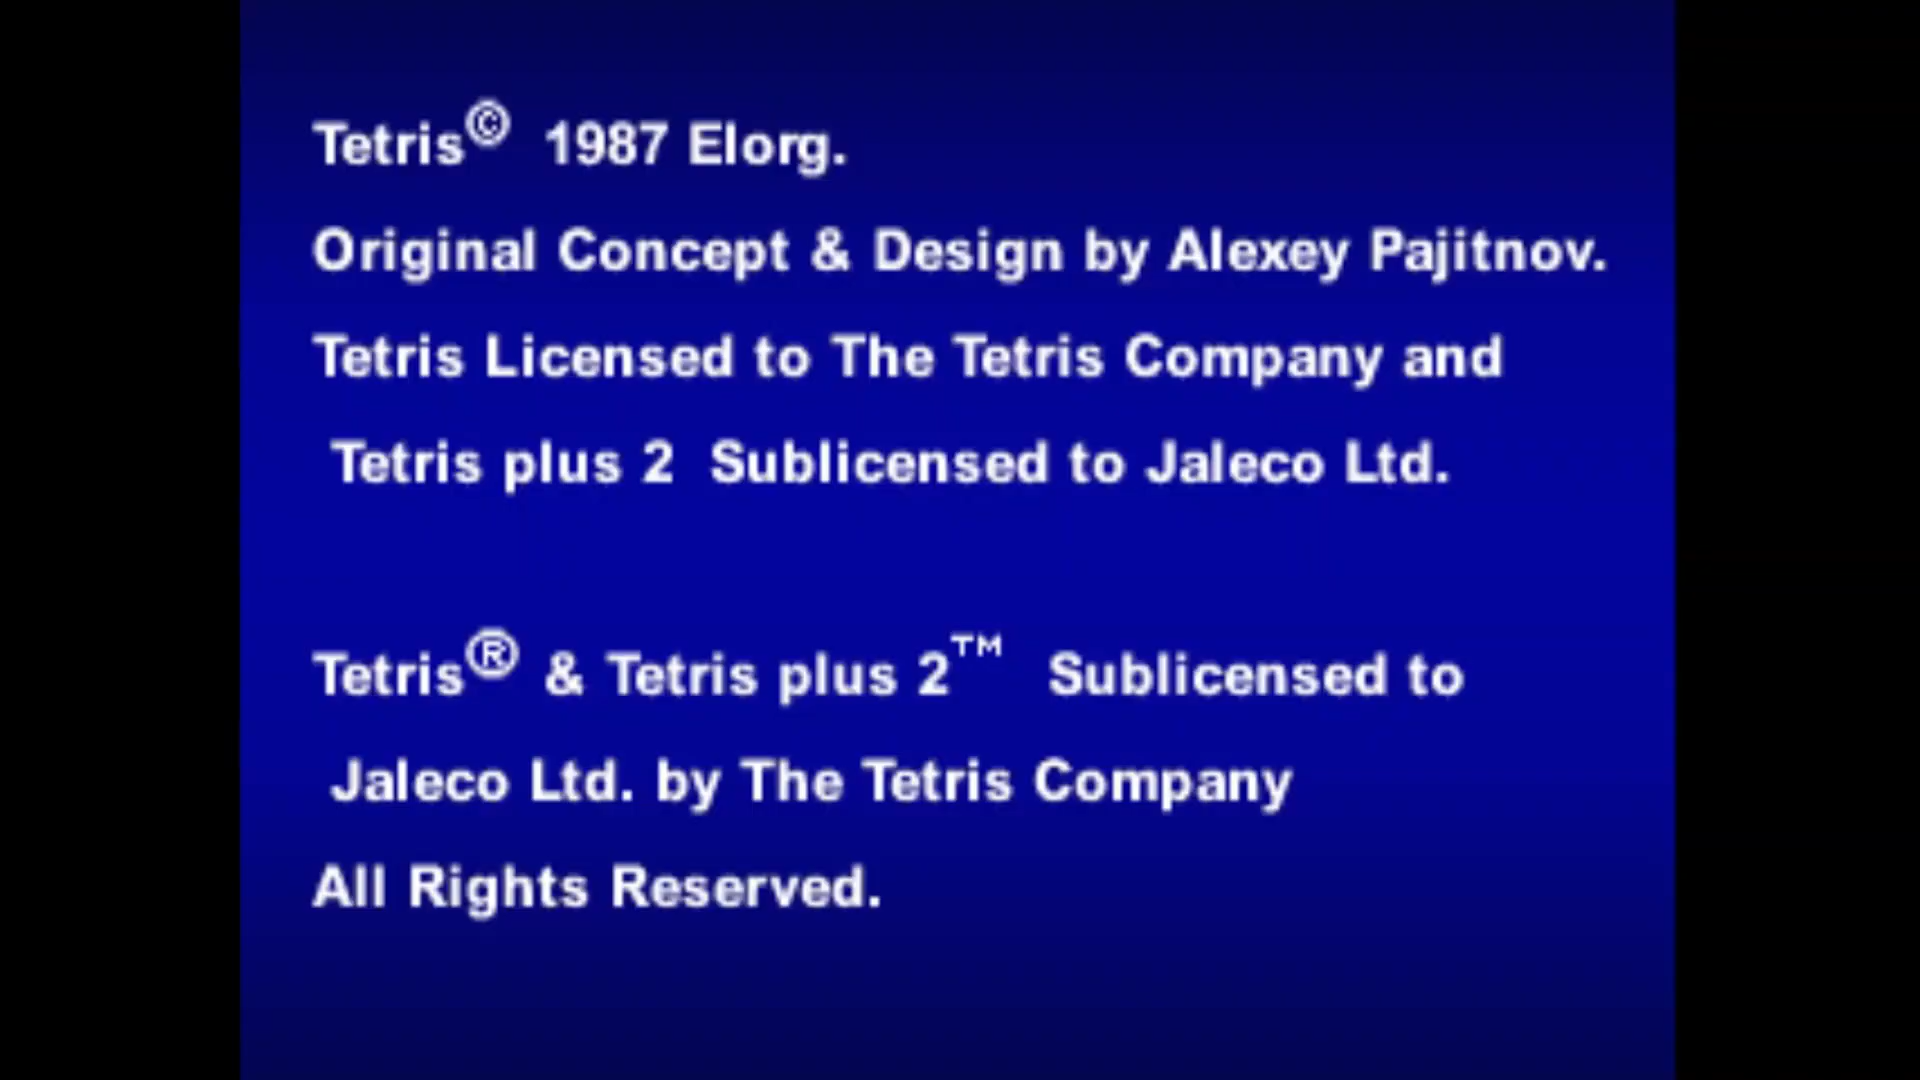 Tetris© 1987 Elorg.
Original Concept & Design by Alexey Pajitnov.
Tetris Licensed to The Tetris Company and
Tetris plus 2 Sublicensed to Jaleco Ltd.
Tetris® & Tetris plus 2™ Sublicensed to
Jaleco Ltd. by The Tetris Company
All Rights Reserved.